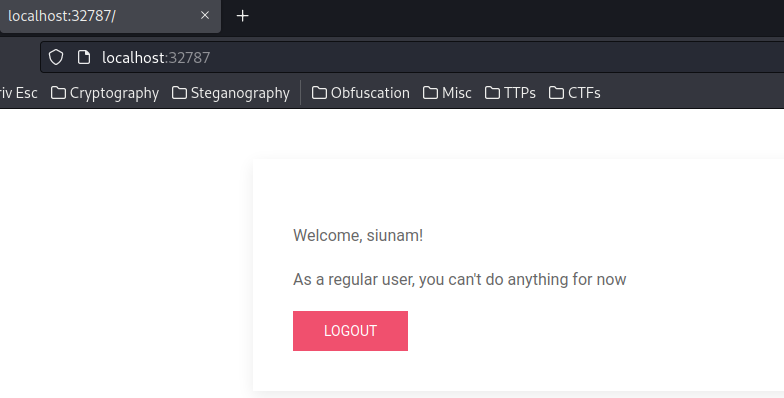 localhost:32787/
localhost:32787
riv Esc Cryptography Steganography Obfuscation Misc TTPs CTFs
Welcome, siunam!
As a regular user, you can't do anything for now
LOGOUT